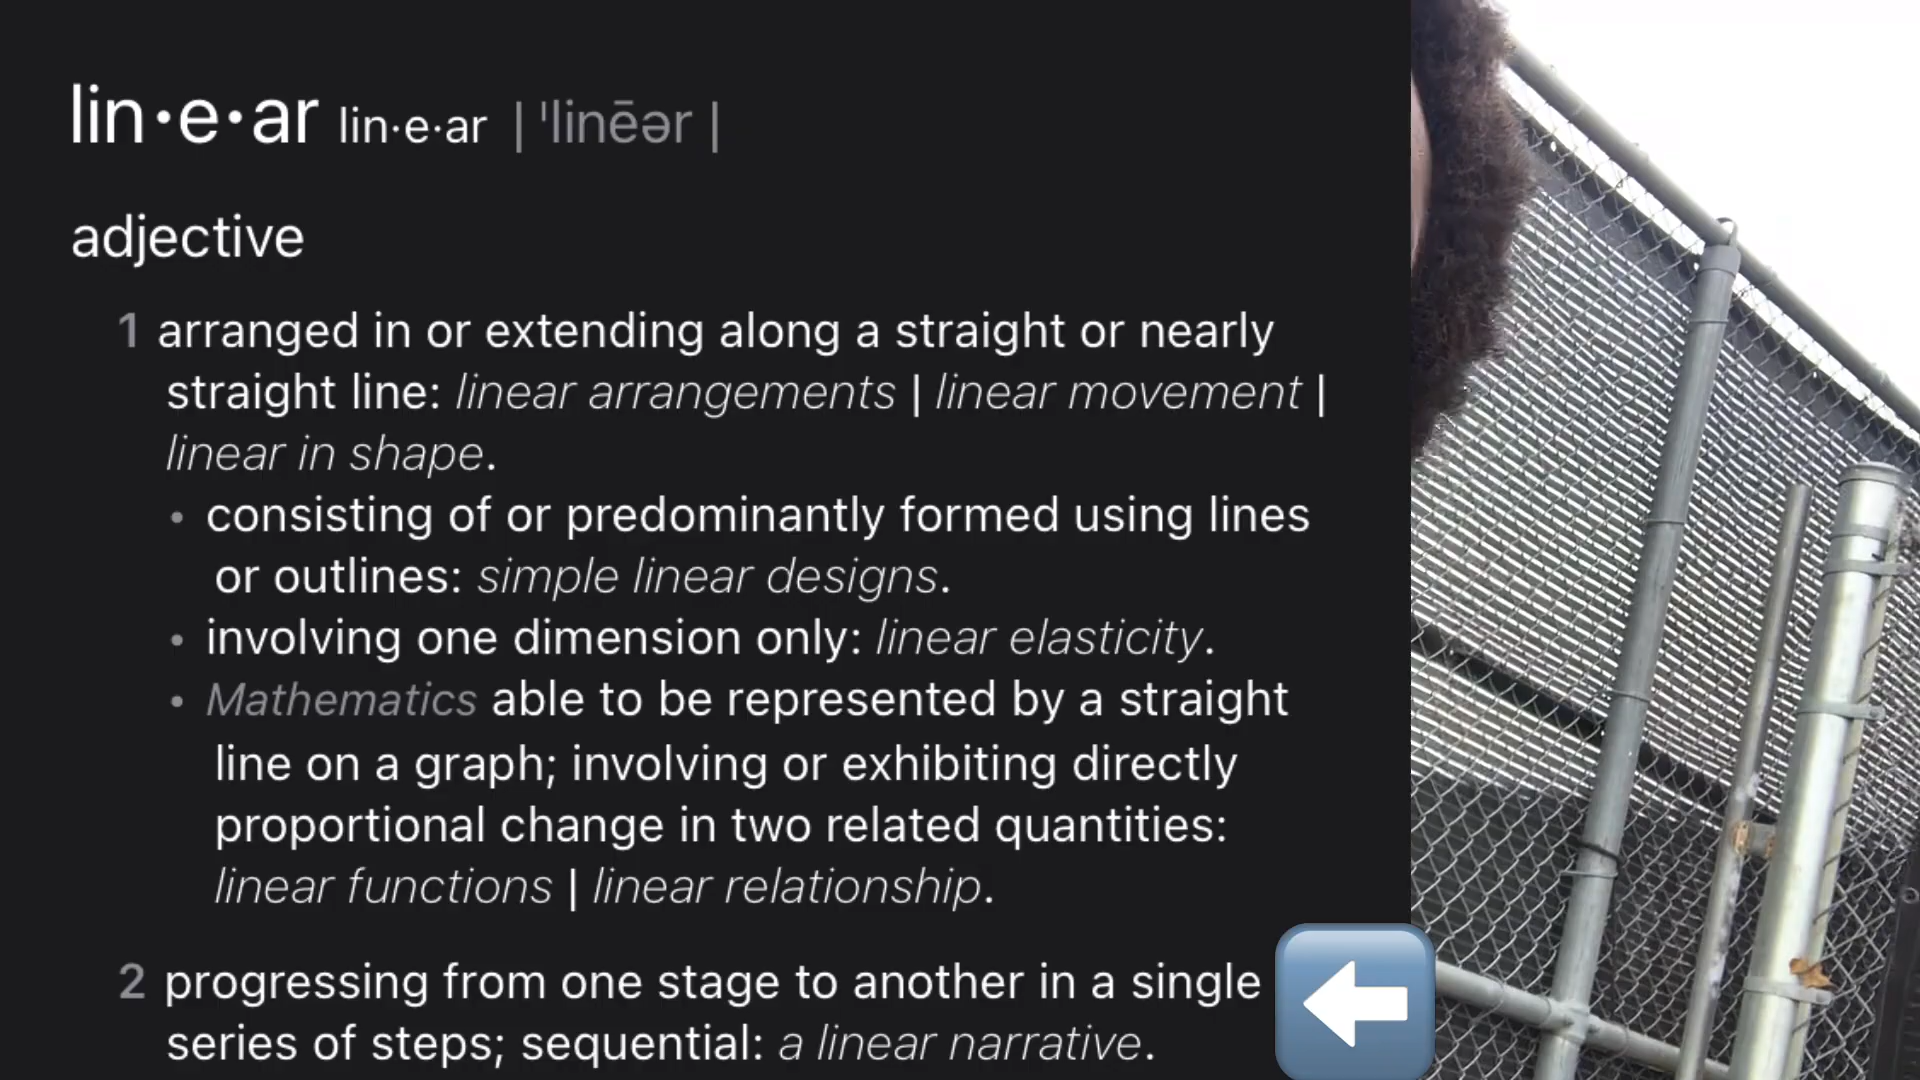 lin·e·ar lin·e·ar | ˈlinēər |
adjective
1 arranged in or extending along a straight or nearly
straight line: linear arrangements | linear movement |
linear in shape.
• consisting of or predominantly formed using lines
or outlines: simple linear designs.
• involving one dimension only: linear elasticity.
• Mathematics able to be represented by a straight
line on a graph; involving or exhibiting directly
proportional change in two related quantities:
linear functions | linear relationship.
2 progressing from one stage to another in a single
series of steps; sequential: a linear narrative.